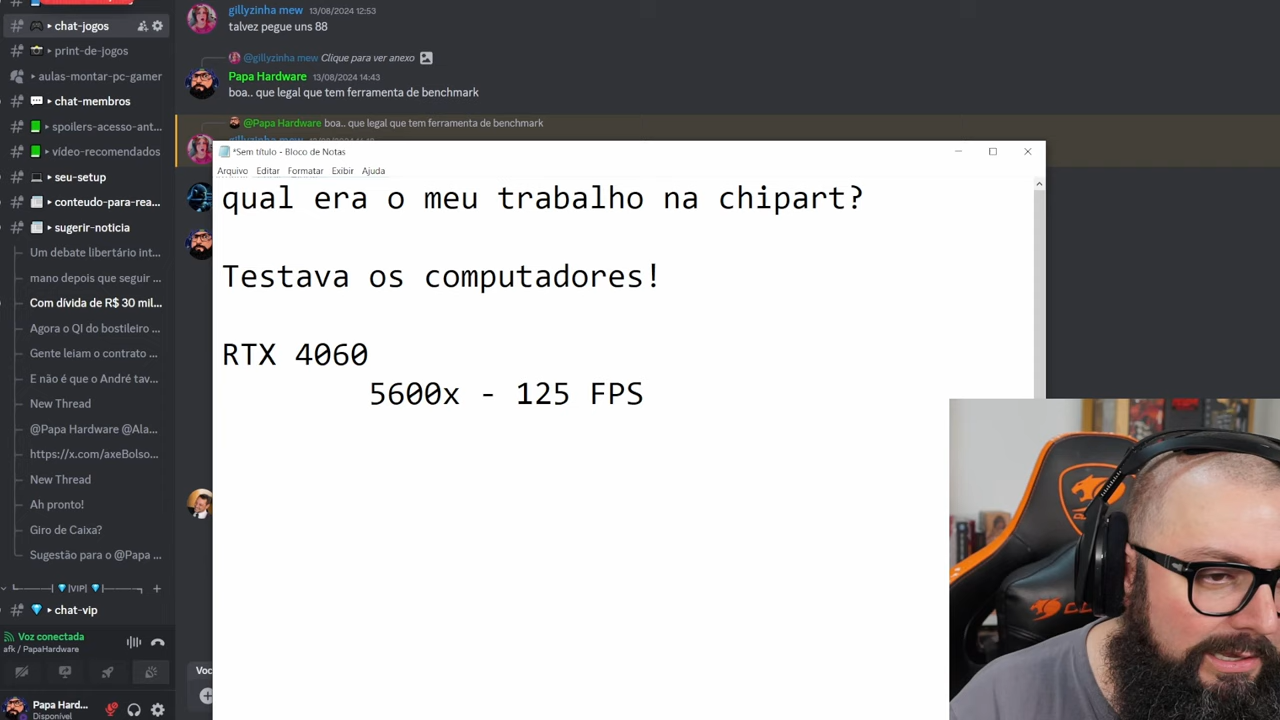 chat-jogos
print-de-jogos
aulas-montar-pc-gamer
chat-membros
spoilers-acesso-ant...
vídeo-recomendados
seu-setup
conteudo-para-rea...
sugerir-noticia
Um debate libertário int...
mano depois que seguir ...
Com dívida de R$ 30 mil...
Agora o QI do bostileiro ...
Gente leiam o contrato ...
E não é que o André tav...
New Thread
@Papa Hardware @Ala...
https://x.com/axeBolso...
New Thread
Ah pronto!
Giro de Caixa?
Sugestão para o @Papa ...
|VIP|
chat-vip
Voz conectada
afk / PapaHardware
Papa Hard...
Disponível
gillyzinha mew 13/08/2024 12:53
talvez pegue uns 88
@gillyzinha mew Clique para ver anexo
Papa Hardware 13/08/2024 14:43
boa.. que legal que tem ferramenta de benchmark
@Papa Hardware boa.. que legal que tem ferramenta de benchmark
*Sem título - Bloco de Notas
Arquivo Editar Formatar Exibir Ajuda
qual era o meu trabalho na chipart?
Testava os computadores!
RTX 4060
5600x - 125 FPS
Voc